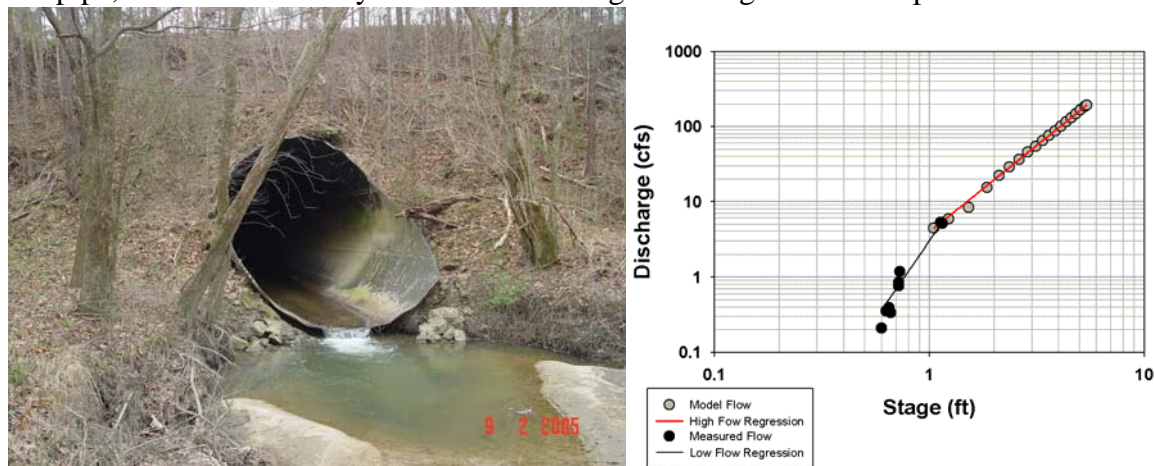 9 2 2005
1000
100
10
1
0.1
Discharge (cfs)
0.1 1 10
Stage (ft)
Model Flow
High Fow Regression
Measured Flow
Low Flow Regression